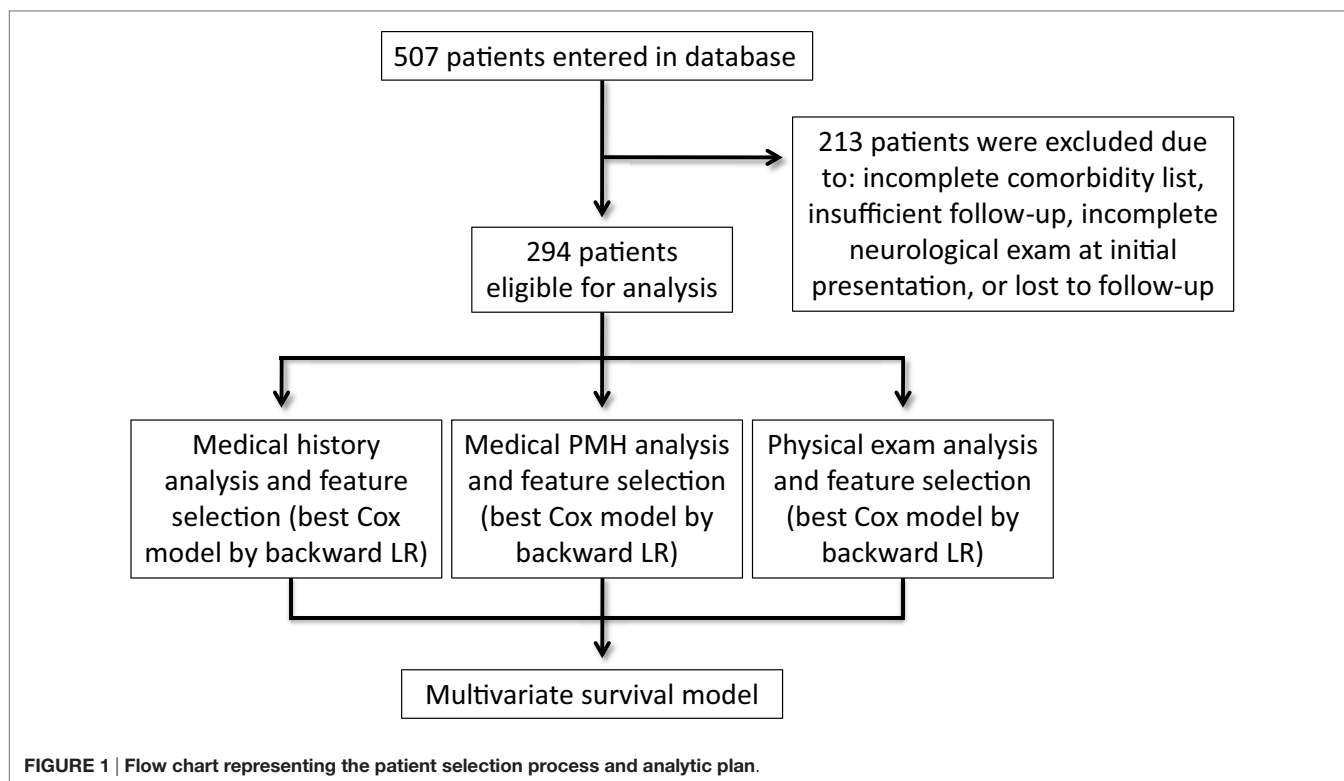 507 patients entered in database
213 patients were excluded due
to: incomplete comorbidity list,
insufficient follow-up, incomplete
neurological exam at initial
presentation, or lost to follow-up
294 patients
eligible for analysis
Medical history
analysis and feature
selection (best Cox
model by backward LR)
Medical PMH analysis
and feature selection
(best Cox model by
backward LR)
Physical exam analysis
and feature selection
(best Cox model by
backward LR)
Multivariate survival model
FIGURE 1 | Flow chart representing the patient selection process and analytic plan.